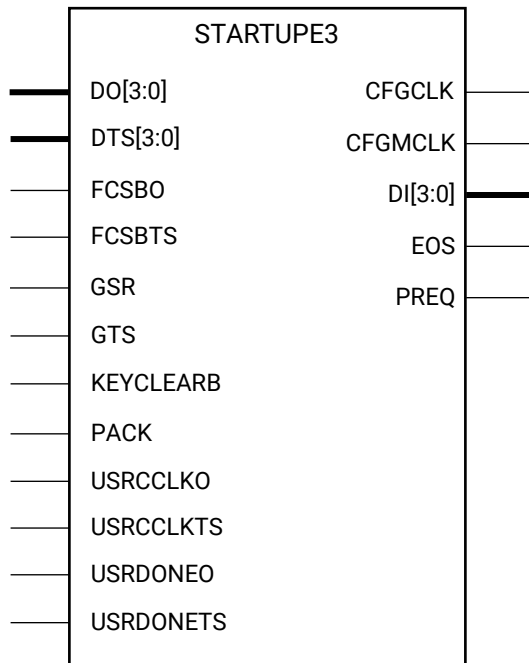 STARTUPE3
DO[3:0]
DTS[3:0]
FCSBO
FCSBTS
GSR
GTS
KEYCLEARB
PACK
USRCCLKO
USRCCLKTS
USRDONEO
USRDONETS
CFGCLK
CFGMCLK
DI[3:0]
EOS
PREQ